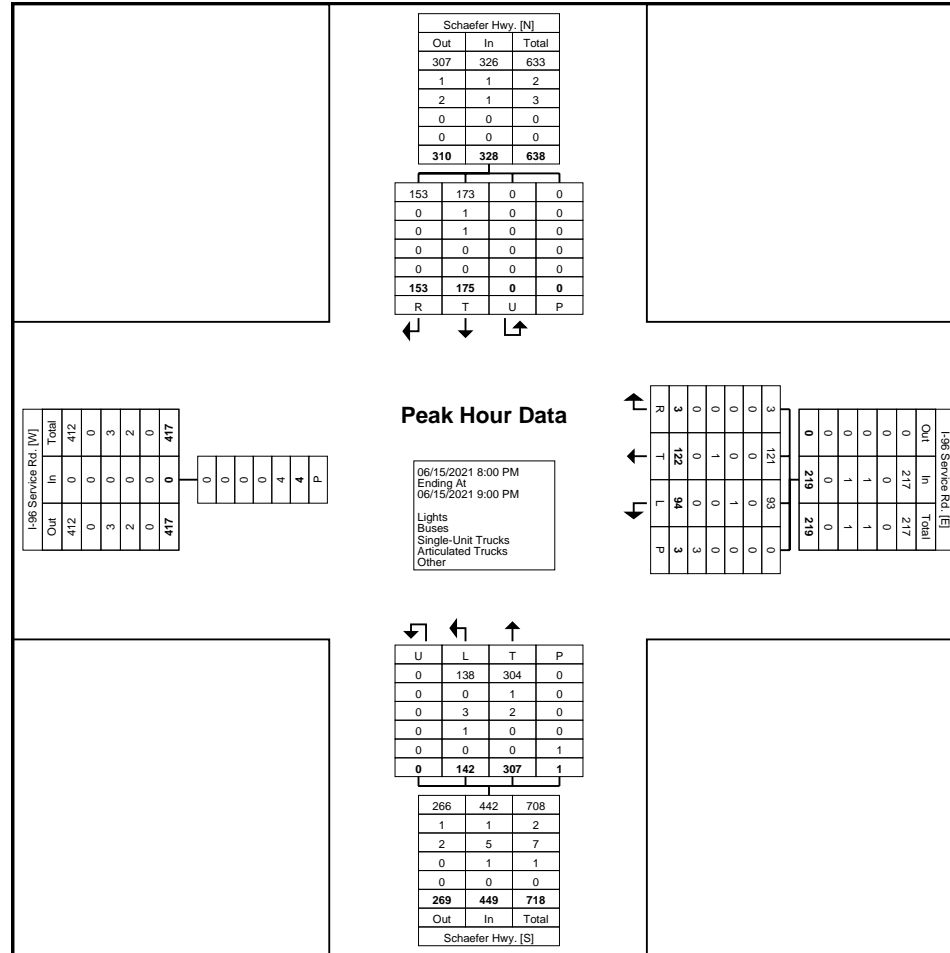 Schaefer Hwy. [N]
Out In Total
307 326 633
1 1 2
2 1 3
0 0 0
0 0 0
310 328 638
153 173 0 0
0 1 0 0
0 1 0 0
0 0 0 0
0 0 0 0
153 175 0 0
R T U P
I-96 Service Rd. [W]
Out In Total
412 0 412
0 0 0
3 0 3
2 0 2
0 0 0
417 0 417
0
0
0
0
4
4
P
Peak Hour Data
06/15/2021 8:00 PM
Ending At
06/15/2021 9:00 PM
Lights
Buses
Single-Unit Trucks
Articulated Trucks
Other
I-96 Service Rd. [E]
Out In Total
0 217 217
0 0 0
0 1 1
0 1 1
0 0 0
0 219 219
3 121 93 0
0 0 0 0
0 0 1 0
0 1 0 0
0 0 0 3
3 122 94 3
R T L P
U L T P
0 138 304 0
0 0 1 0
0 3 2 0
0 1 0 0
0 0 0 1
0 142 307 1
266 442 708
1 1 2
2 5 7
0 1 1
0 0 0
269 449 718
Out In Total
Schaefer Hwy. [S]